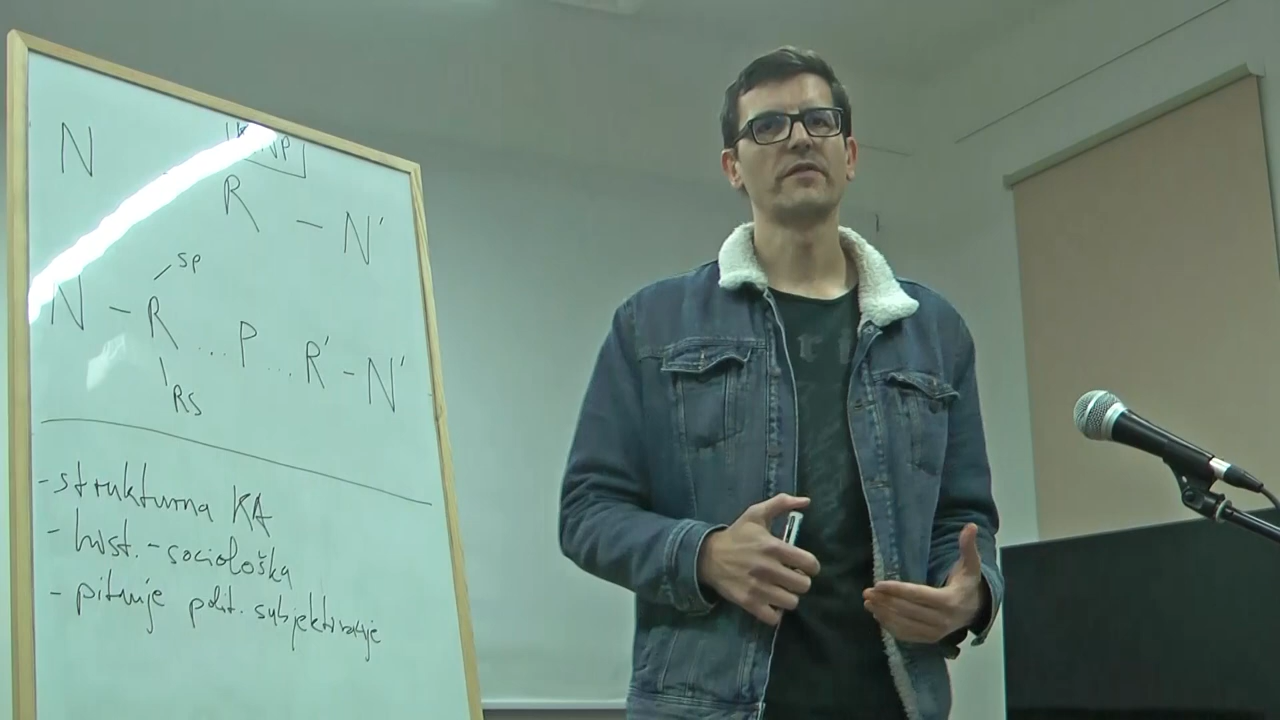 N
R - N'
SP
N - R ... P ... R' - N'
RS
- strukturna KA
- hist. - sociološka
- pitanje polit. subjektivacije